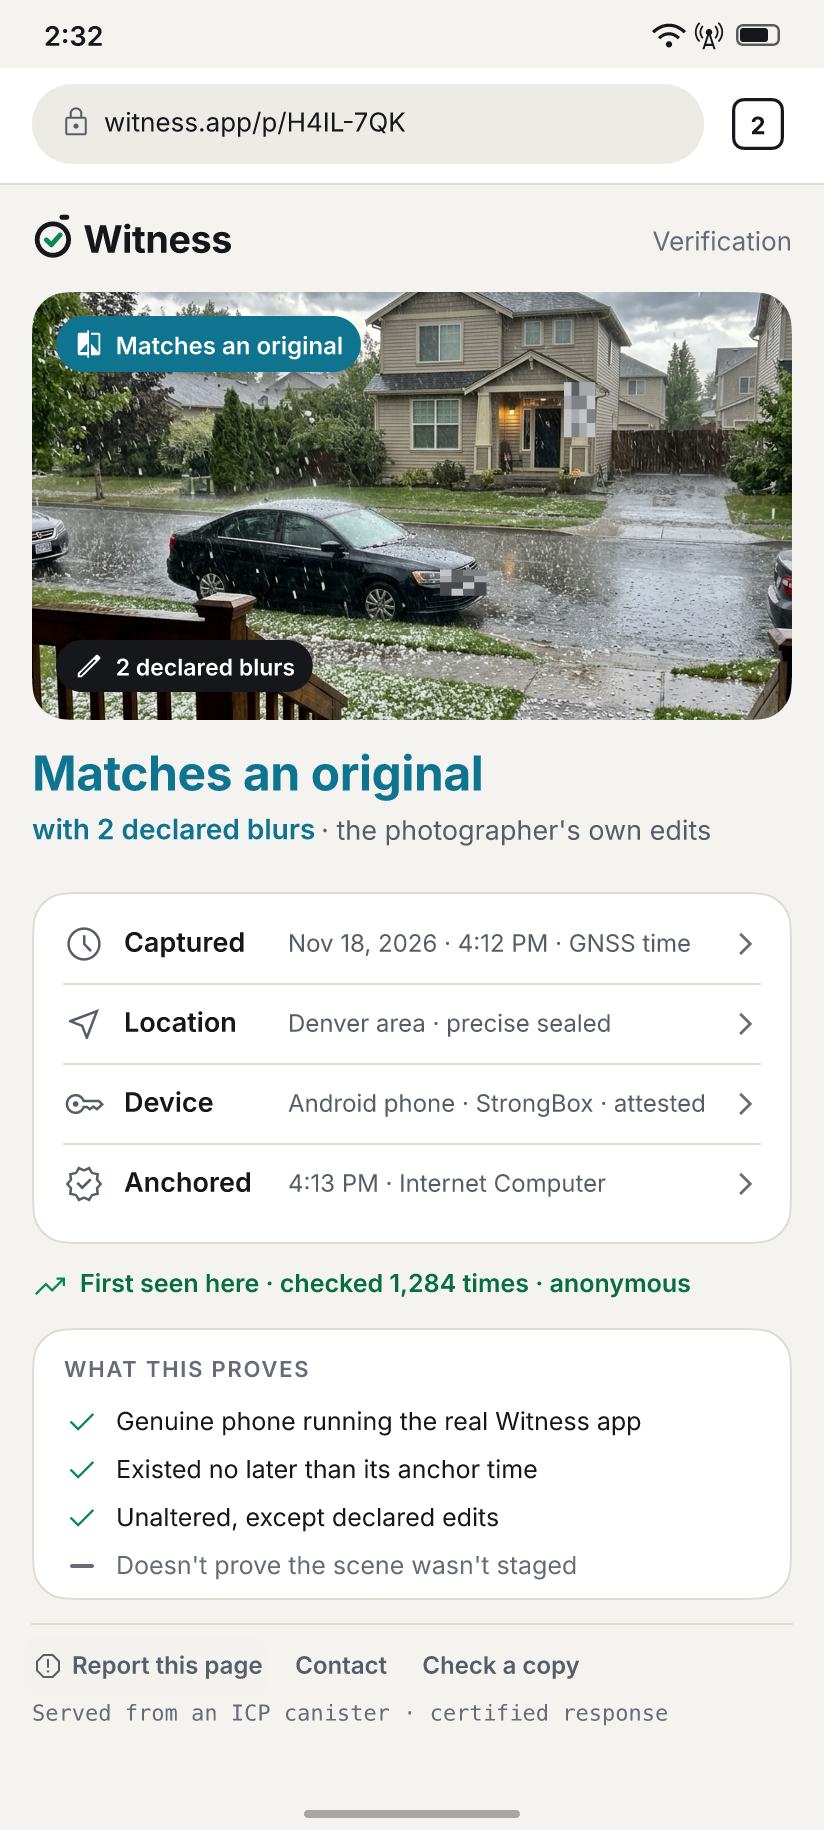 2:32
witness.app/p/H4IL-7QK
2
Witness
Verification
Matches an original
2 declared blurs
Matches an original
with 2 declared blurs · the photographer's own edits
Captured Nov 18, 2026 · 4:12 PM · GNSS time
Location Denver area · precise sealed
Device Android phone · StrongBox · attested
Anchored 4:13 PM · Internet Computer
First seen here · checked 1,284 times · anonymous
WHAT THIS PROVES
Genuine phone running the real Witness app
Existed no later than its anchor time
Unaltered, except declared edits
Doesn't prove the scene wasn't staged
Report this page Contact Check a copy
Served from an ICP canister · certified response